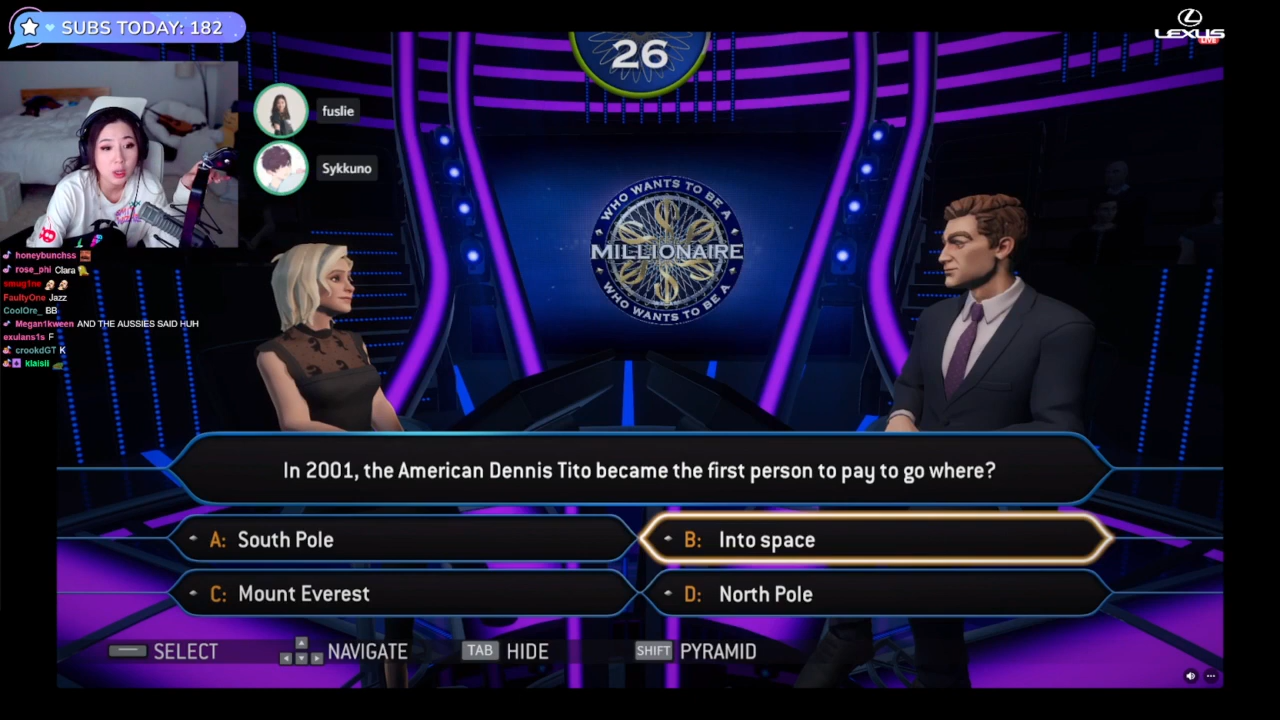 SUBS TODAY: 182
LEXUS
LIVE
26
fuslie
Sykkuno
WHO WANTS TO BE A
MILLIONAIRE
WHO WANTS TO BE A
honeybunchss
rose_phi Clara
smug1ne
FaultyOne Jazz
CoolOre_ BB
Megan1kween AND THE AUSSIES SAID HUH
exulans1s F
crookdGT K
klaisii
In 2001, the American Dennis Tito became the first person to pay to go where?
A: South Pole
B: Into space
C: Mount Everest
D: North Pole
SELECT
NAVIGATE
TAB HIDE
SHIFT PYRAMID